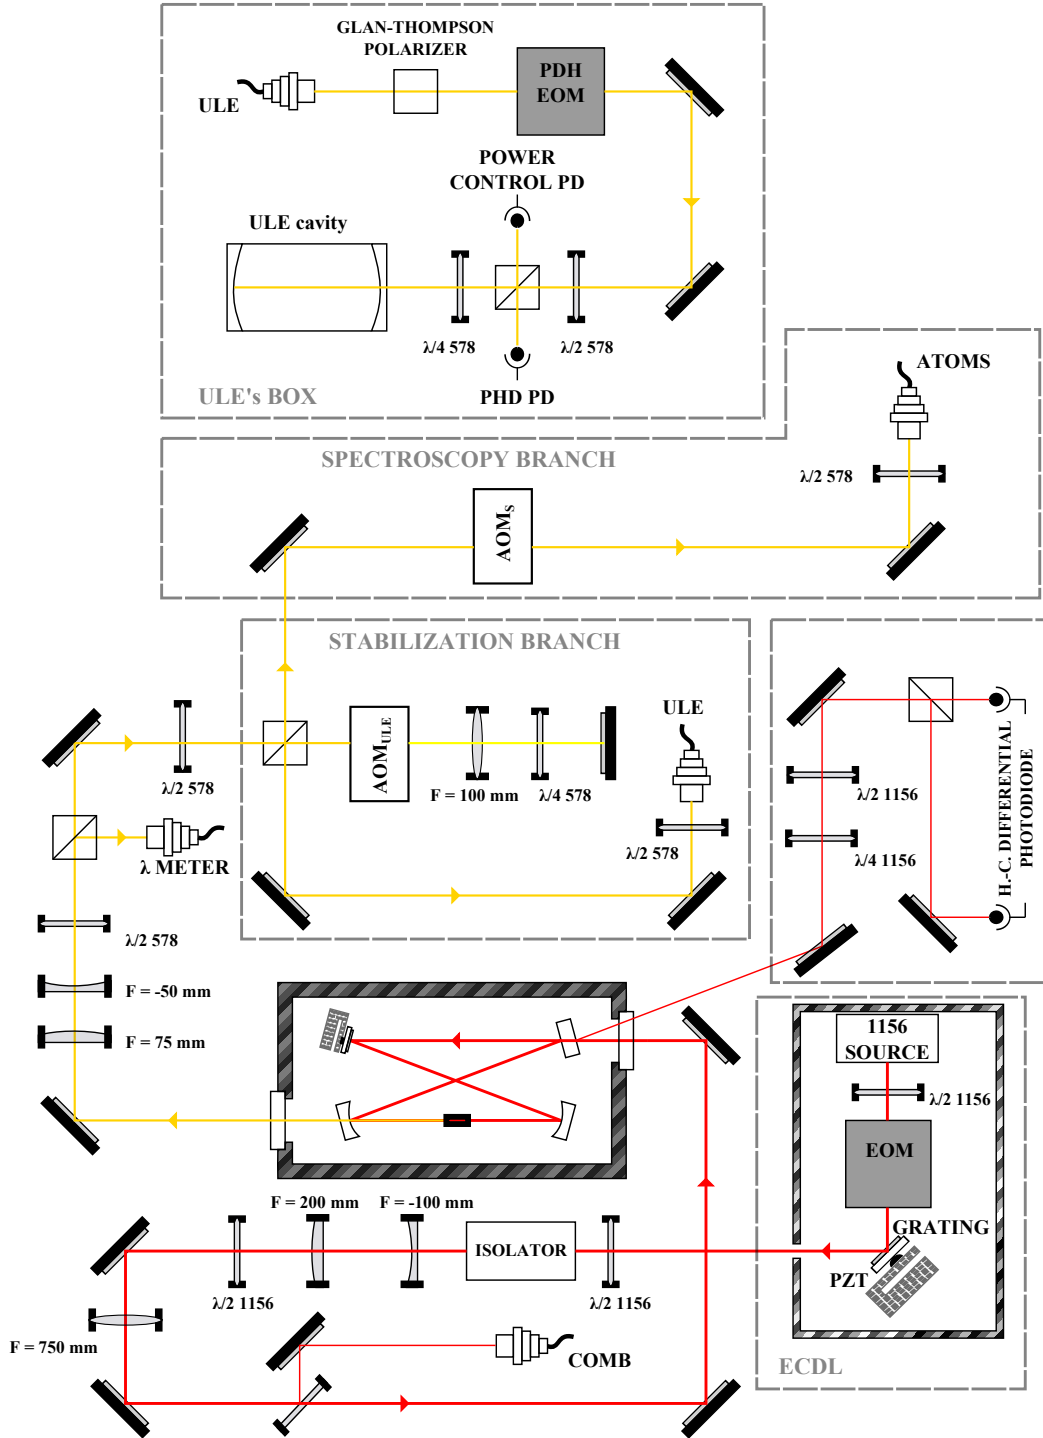 GLAN-THOMPSON
POLARIZER
ULE
PDH
EOM
POWER
CONTROL PD
ULE cavity
λ/4 578
λ/2 578
PHD PD
ULE's BOX
ATOMS
SPECTROSCOPY BRANCH
λ/2 578
AOMS
STABILIZATION BRANCH
ULE
AOMULE
λ/2 578
F = 100 mm
λ/4 578
λ/2 578
λ METER
λ/2 1156
λ/4 1156
H.-C. DIFFERENTIAL
PHOTODIODE
λ/2 578
F = -50 mm
F = 75 mm
1156
SOURCE
λ/2 1156
EOM
GRATING
PZT
F = 200 mm
F = -100 mm
ISOLATOR
λ/2 1156
λ/2 1156
F = 750 mm
COMB
ECDL